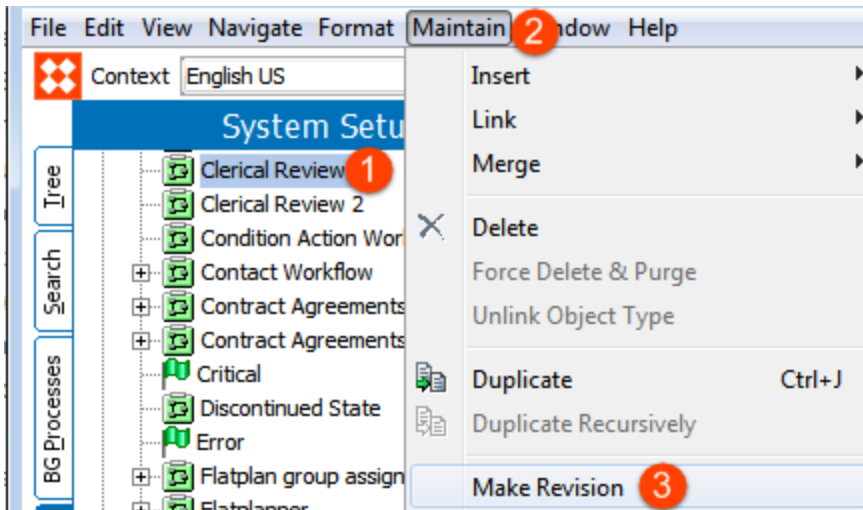 File Edit View Navigate Format Maintain 2 ndow Help
Context English US
System Setu
Tree
Search
BG Processes
Clerical Review 1
Clerical Review 2
Condition Action Wor
Contact Workflow
Contract Agreements
Contract Agreements
Critical
Discontinued State
Error
Flatplan group assign
Flatplanner
Insert
Link
Merge
Delete
Force Delete & Purge
Unlink Object Type
Duplicate Ctrl+J
Duplicate Recursively
Make Revision 3